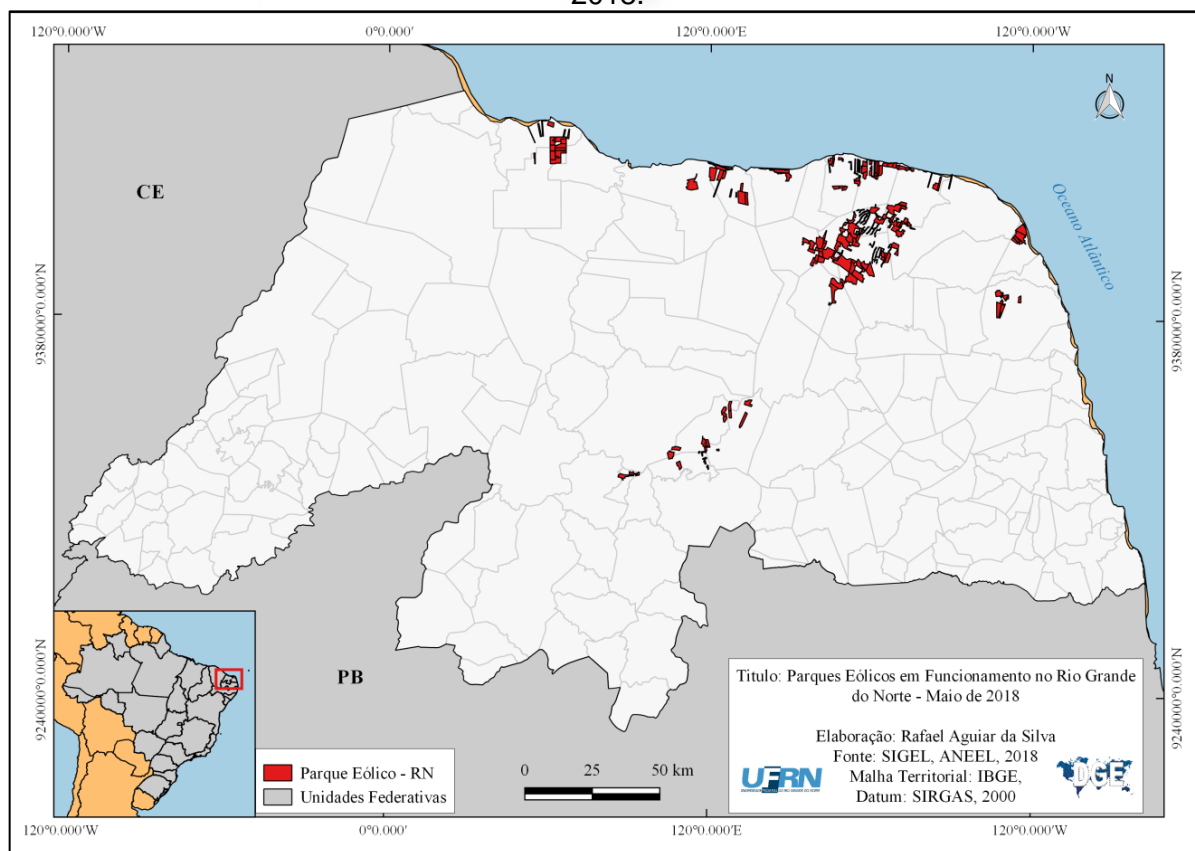 2018.
120°0.000'W 0°0.000' 120°0.000'E 120°0.000'W
N
CE
Oceano Atlântico
9380000°0.000'N
9380000°0.000'N
PB
9240000°0.000'N
9240000°0.000'N
Titulo: Parques Eólicos em Funcionamento no Rio Grande
do Norte - Maio de 2018
Elaboração: Rafael Aguiar da Silva
Fonte: SIGEL, ANEEL, 2018
Malha Territorial: IBGE,
Datum: SIRGAS, 2000
UFRN
DGE
Parque Eólico - RN
Unidades Federativas
0 25 50 km
120°0.000'W 0°0.000' 120°0.000'E 120°0.000'W